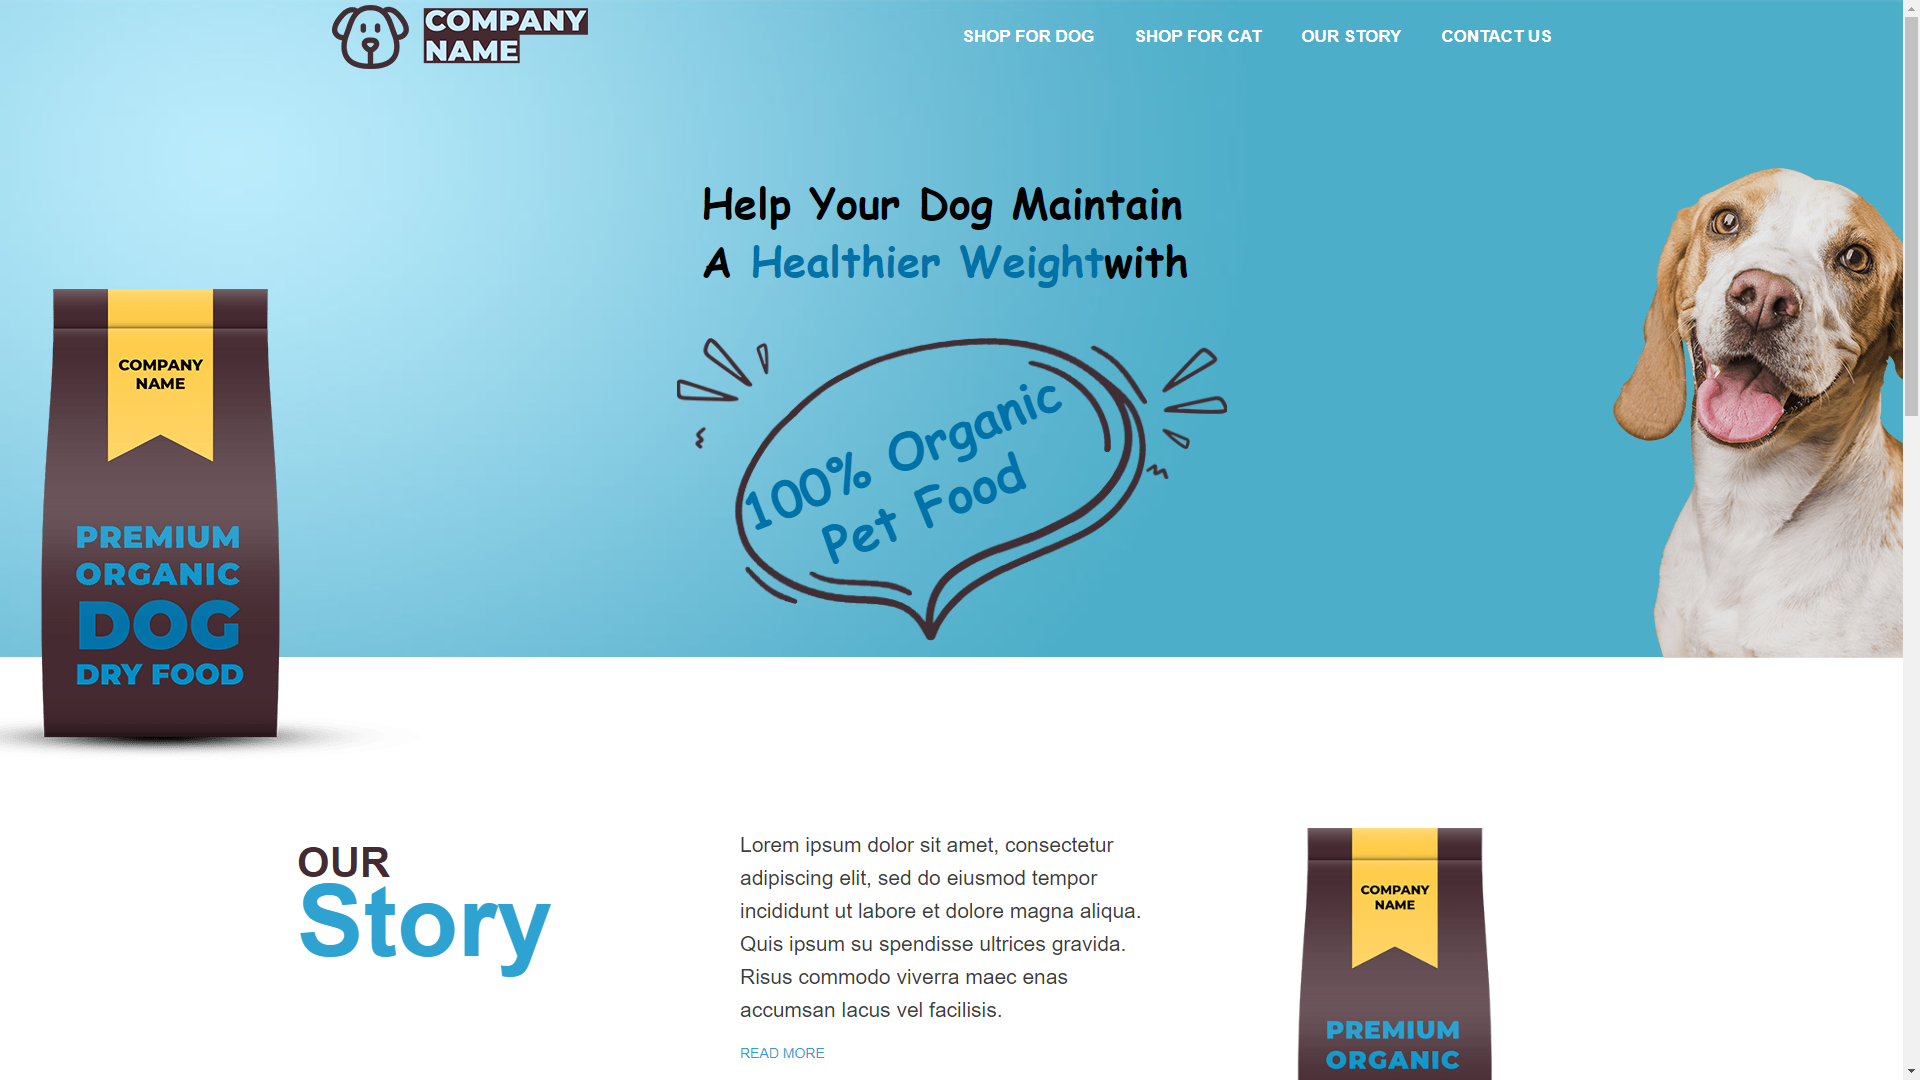 COMPANY
NAME
SHOP FOR DOG
SHOP FOR CAT
OUR STORY
CONTACT US
Help Your Dog Maintain
A Healthier Weightwith
100% Organic
Pet Food
COMPANY
NAME
PREMIUM
ORGANIC
DOG
DRY FOOD
OUR
Story
Lorem ipsum dolor sit amet, consectetur
adipiscing elit, sed do eiusmod tempor
incididunt ut labore et dolore magna aliqua.
Quis ipsum su spendisse ultrices gravida.
Risus commodo viverra maec enas
accumsan lacus vel facilisis.
READ MORE
COMPANY
NAME
PREMIUM
ORGANIC